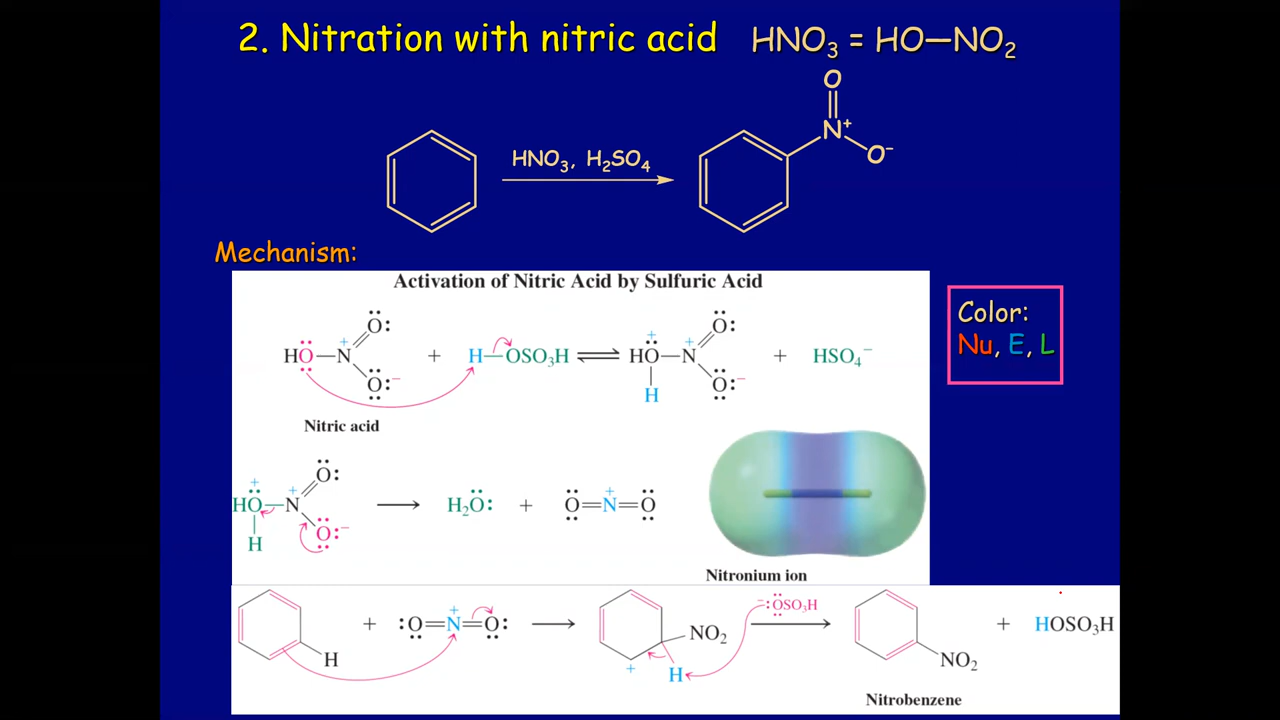 2. Nitration with nitric acid HNO₃ = HO—NO₂
O
N⁺
O⁻
HNO₃, H₂SO₄
Mechanism:
Activation of Nitric Acid by Sulfuric Acid
Color:
Nu, E, L
HO—N⁺ =O: O:⁻ + H—OSO₃H ⇌ HO⁺—N⁺ =O: O:⁻ H + HSO₄⁻
Nitric acid
HO⁺—N⁺ =O: O:⁻ H → H₂O: + O=N⁺=O
Nitronium ion
H + :O=N⁺=O: → NO₂ + H ⁻:OSO₃H → NO₂ + HOSO₃H
Nitrobenzene